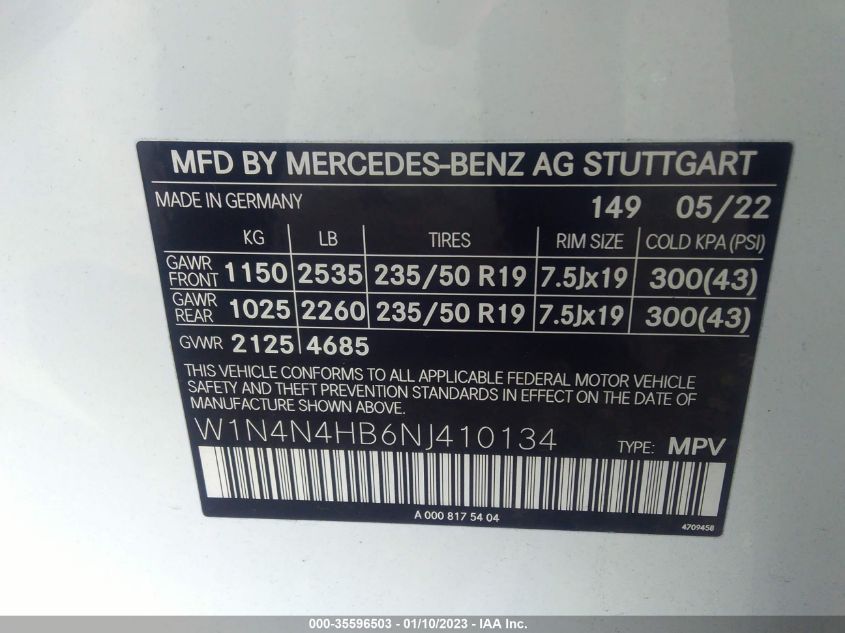 MFD BY MERCEDES-BENZ AG STUTTGART
MADE IN GERMANY 149 05/22
KG LB TIRES RIM SIZE COLD KPA (PSI)
GAWR FRONT 1150 2535 235/50 R19 7.5Jx19 300(43)
GAWR REAR 1025 2260 235/50 R19 7.5Jx19 300(43)
GVWR 2125 4685
THIS VEHICLE CONFORMS TO ALL APPLICABLE FEDERAL MOTOR VEHICLE
SAFETY AND THEFT PREVENTION STANDARDS IN EFFECT ON THE DATE OF
MANUFACTURE SHOWN ABOVE.
W1N4N4HB6NJ410134 TYPE: MPV
A 000 817 54 04
4709458
000-35596503 - 01/10/2023 - IAA Inc.